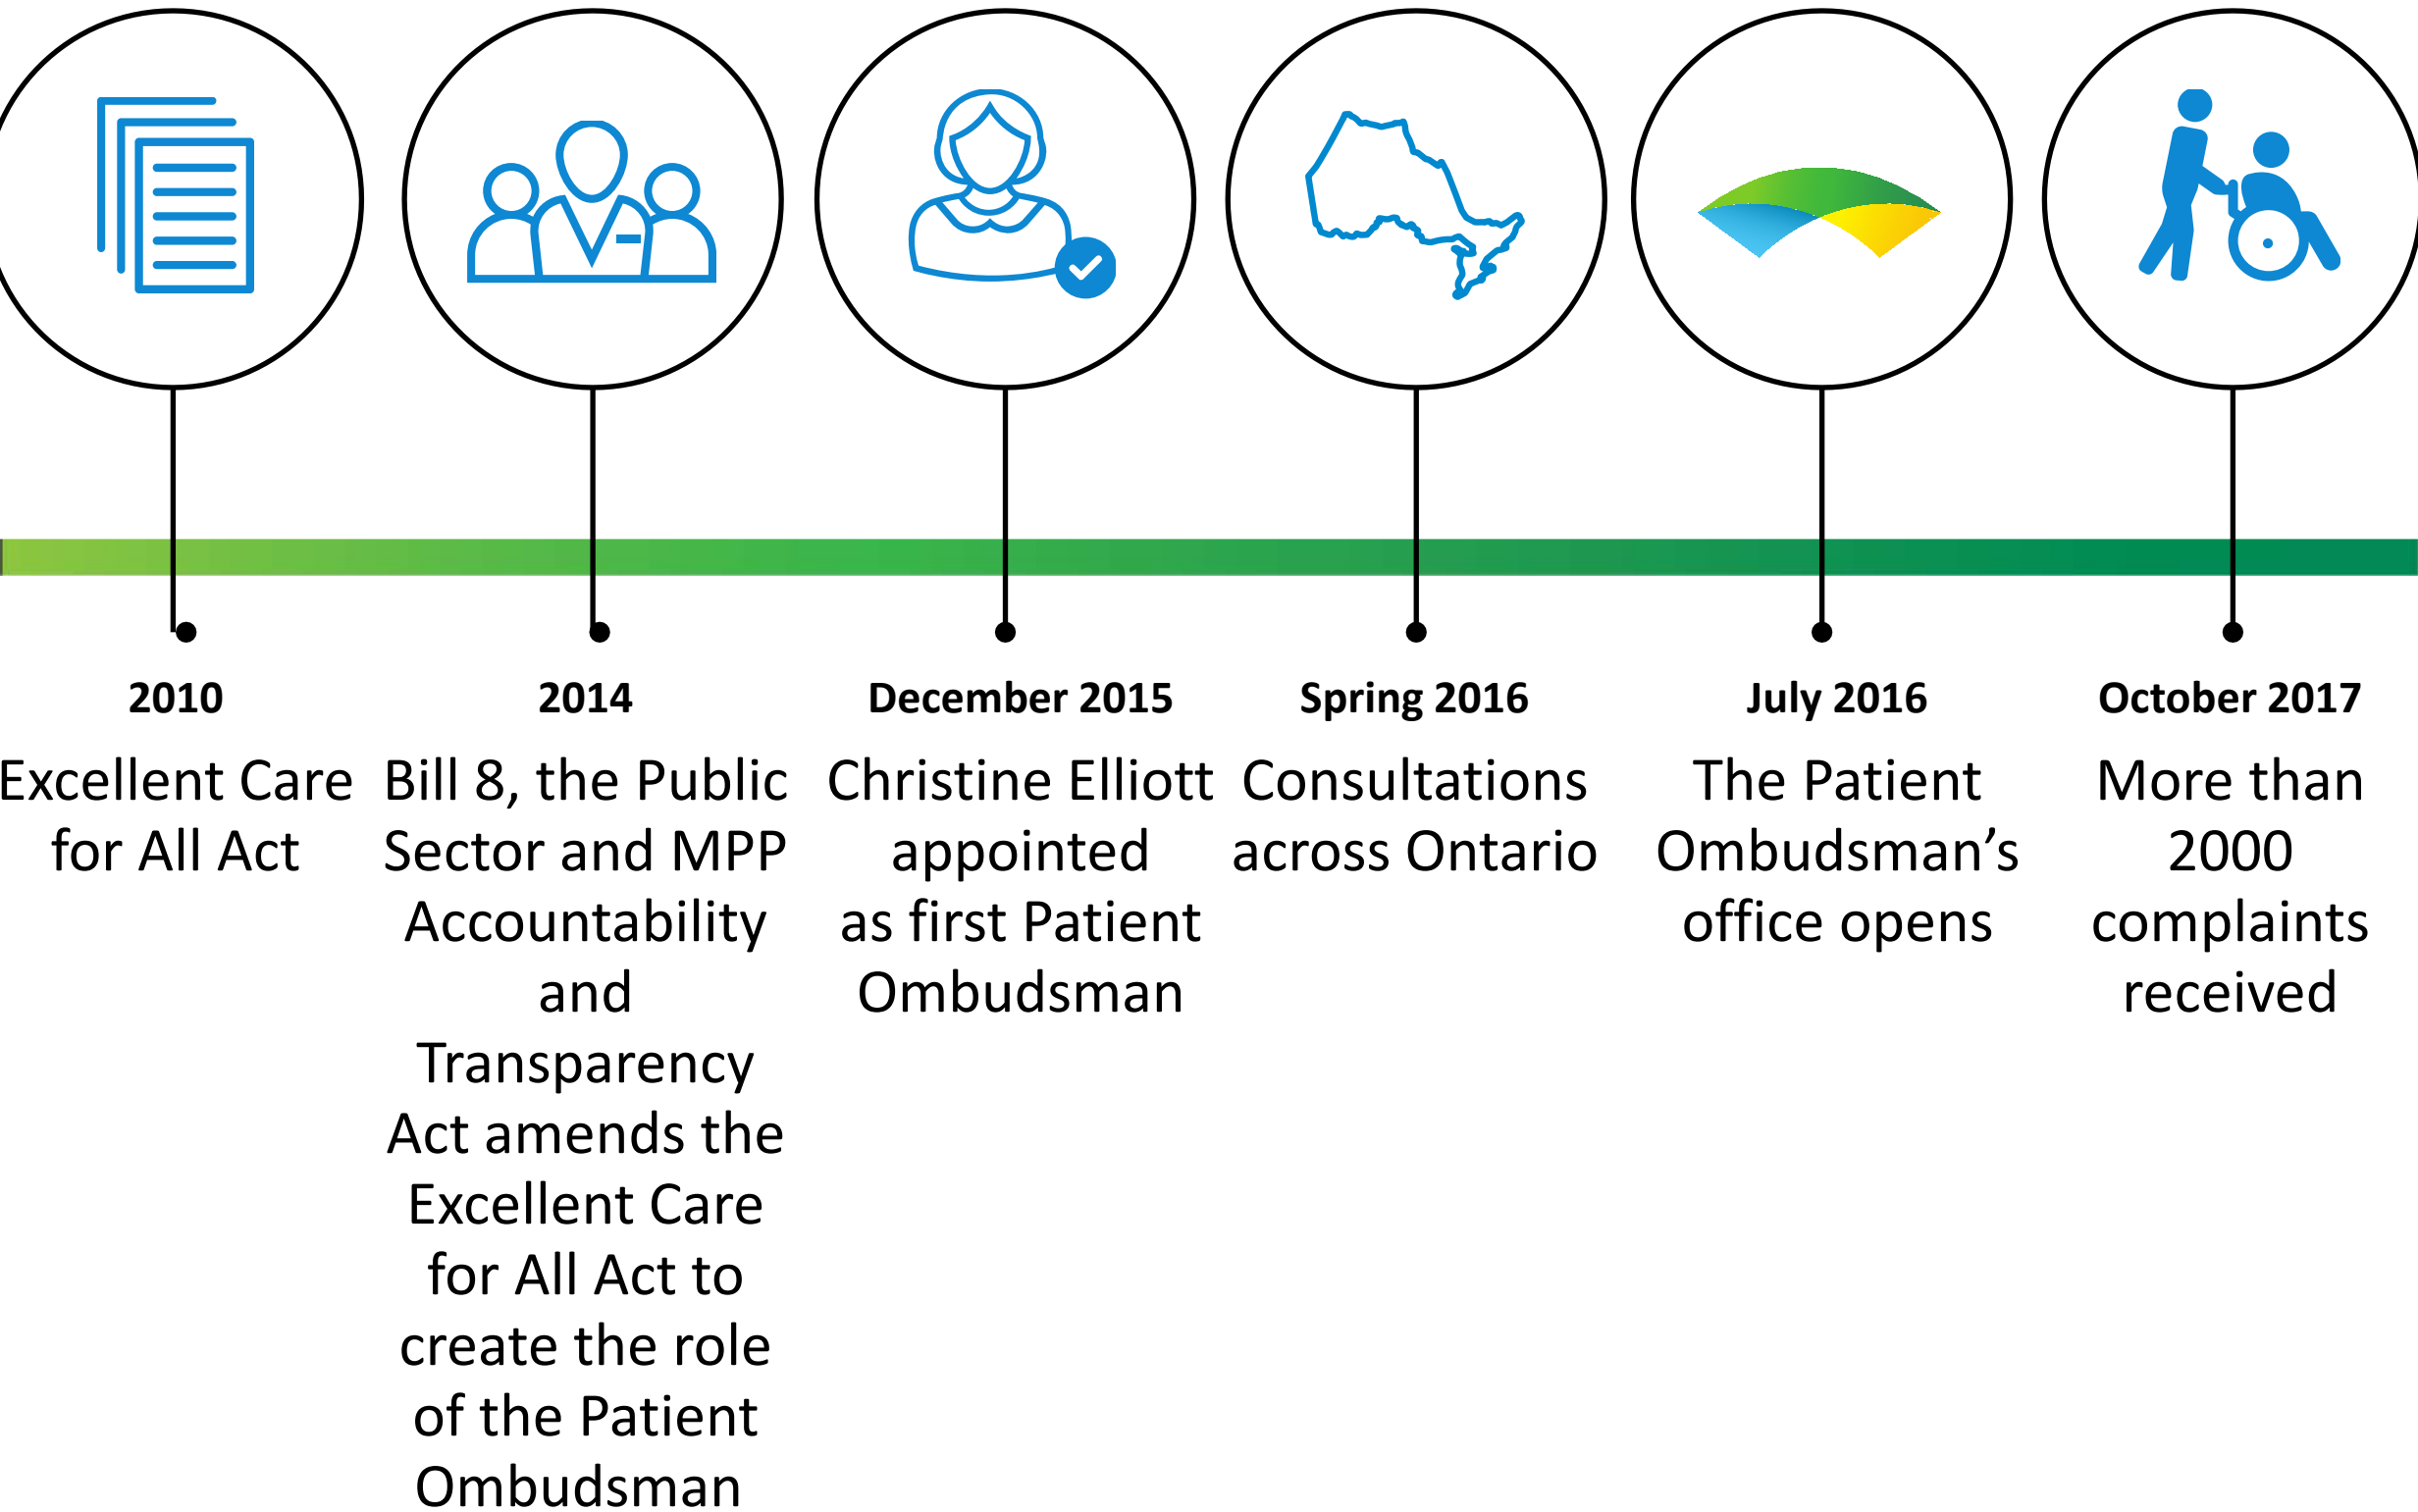 2010
Excellent Care
for All Act
2014
Bill 8, the Public
Sector and MPP
Accountability
and
Transparency
Act amends the
Excellent Care
for All Act to
create the role
of the Patient
Ombudsman
December 2015
Christine Elliott
appointed
as first Patient
Ombudsman
Spring 2016
Consultations
across Ontario
July 2016
The Patient
Ombudsman’s
office opens
October 2017
More than
2000
complaints
received